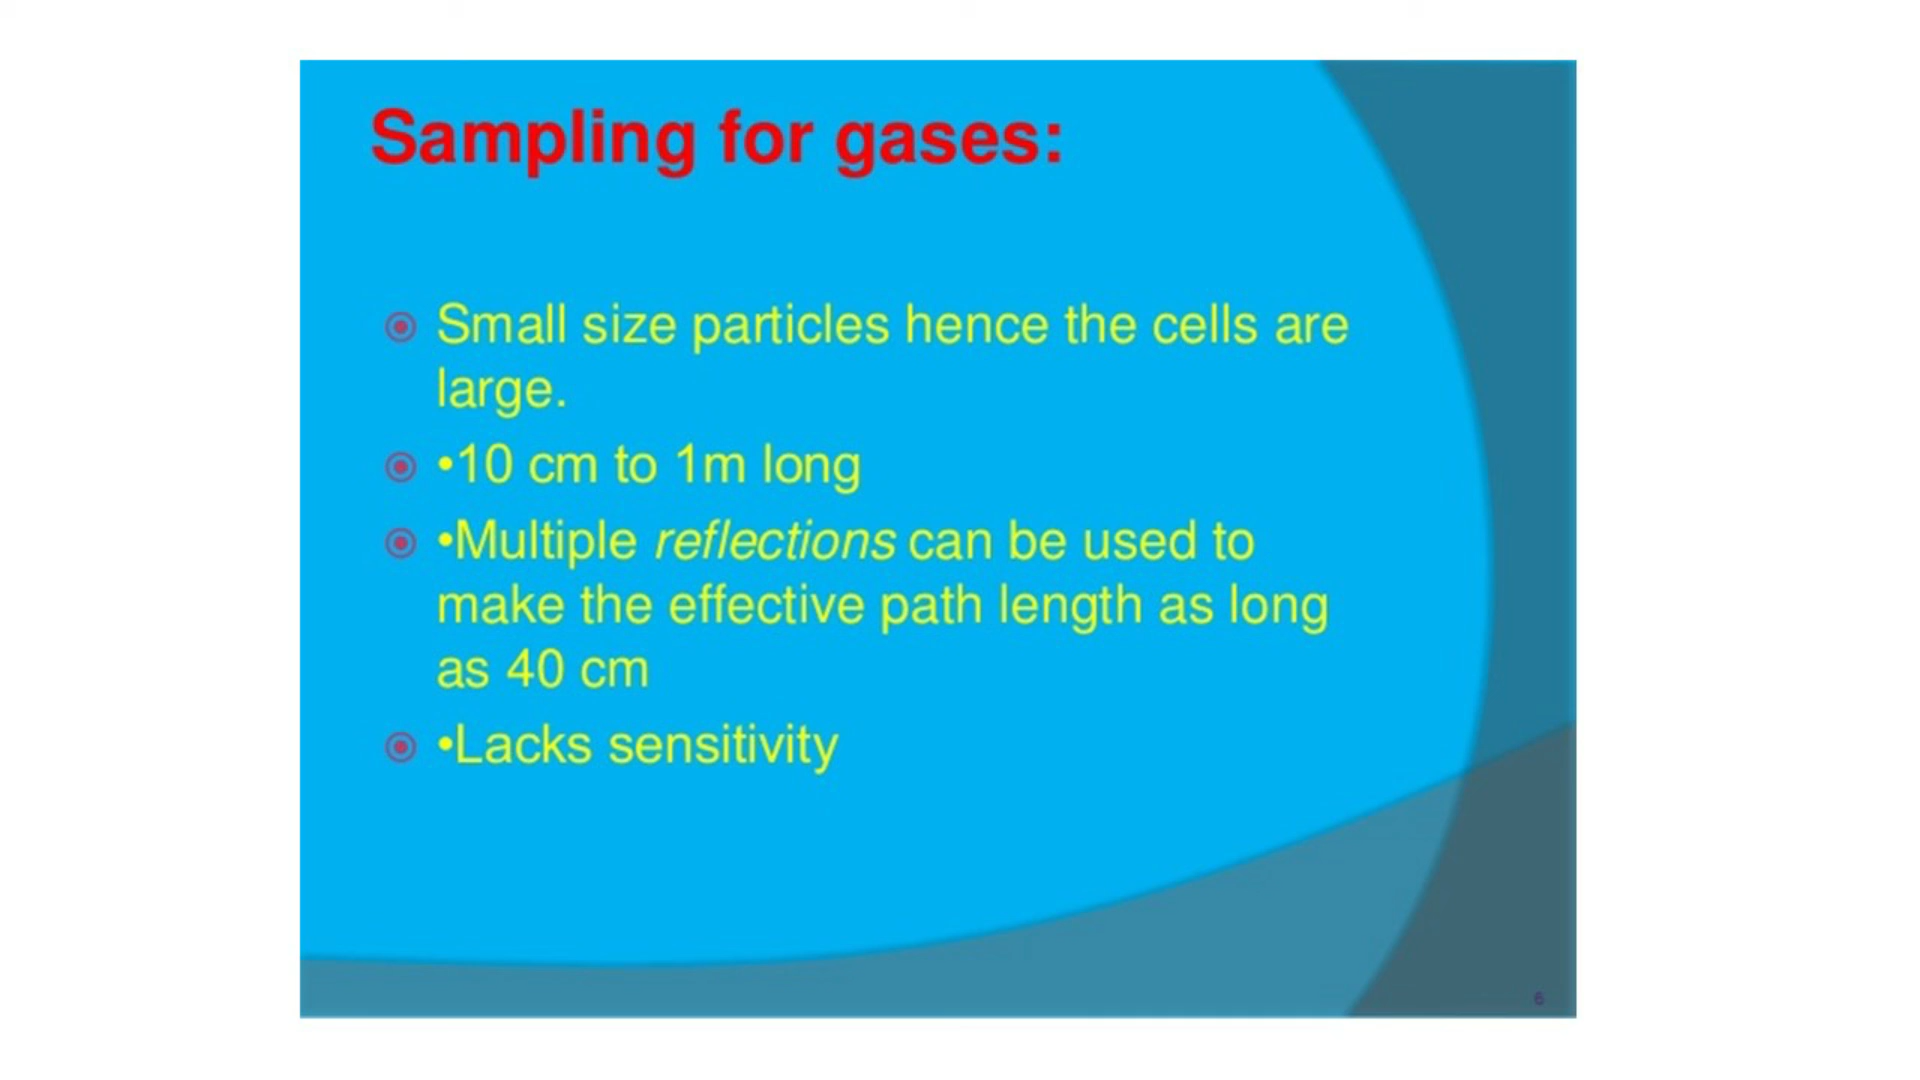 Sampling for gases:
Small size particles hence the cells are
large.
•10 cm to 1m long
•Multiple reflections can be used to
make the effective path length as long
as 40 cm
•Lacks sensitivity
6